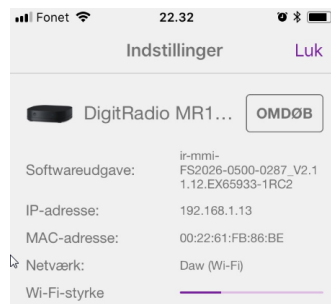 Fonet 22.32
Indstillinger Luk
DigitRadio MR1... OMDØB
Softwareudgave: ir-mmi-
FS2026-0500-0287_V2.1
1.12.EX65933-1RC2
IP-adresse: 192.168.1.13
MAC-adresse: 00:22:61:FB:86:BE
Netværk: Daw (Wi-Fi)
Wi-Fi-styrke